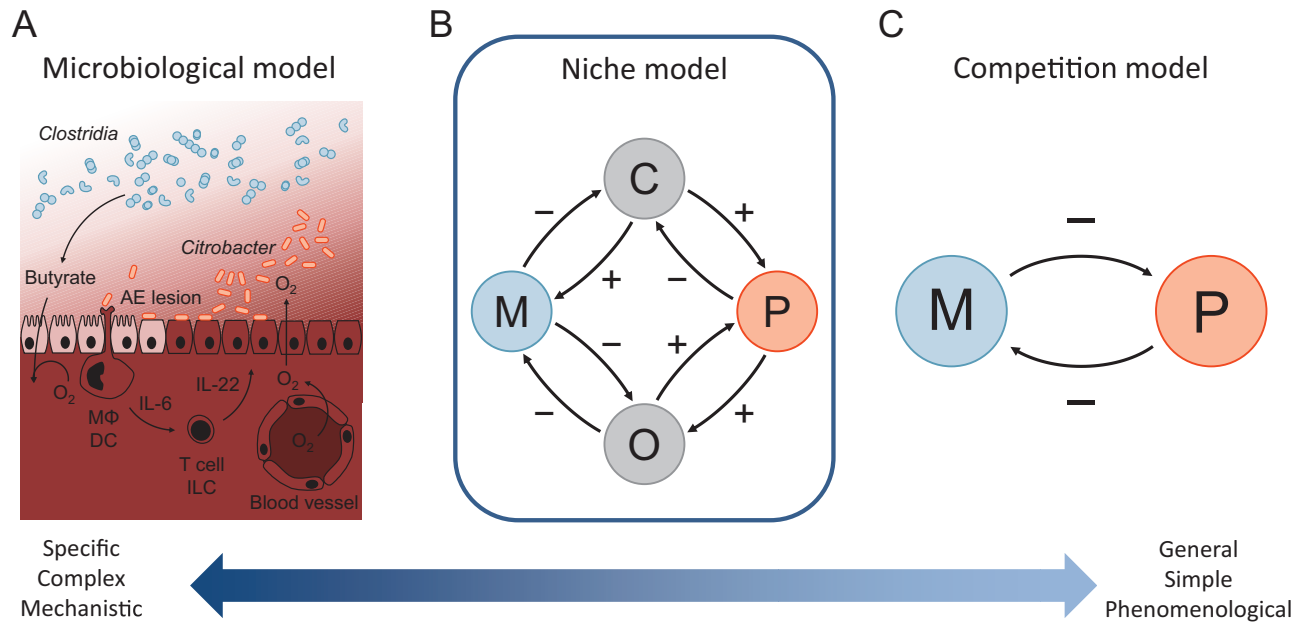 A
Microbiological model
Clostridia
Citrobacter
Butyrate
AE lesion
O₂
O₂
IL-22
O₂
IL-6
MΦ
DC
O₂
T cell
ILC
Blood vessel
B
Niche model
C
−
+
+
−
M
P
−
+
−
+
O
C
Competition model
−
M
P
−
Specific
Complex
Mechanistic
General
Simple
Phenomenological